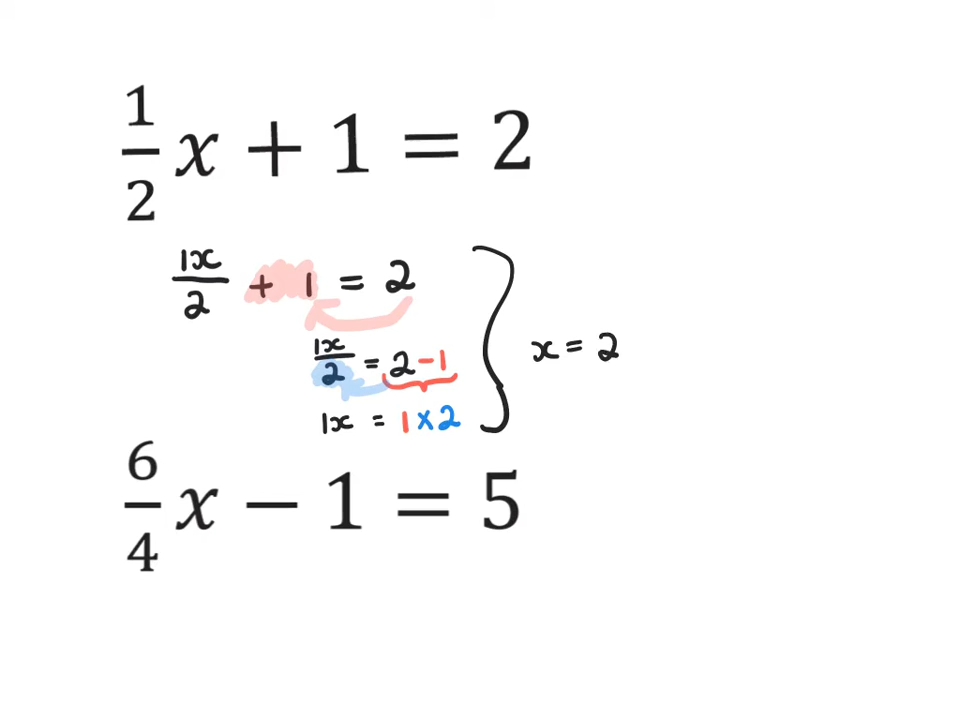 1/2 x + 1 = 2
1x/2 + 1 = 2
1x/2 = 2 - 1
1x = 1 x 2
x = 2
6/4 x − 1 = 5